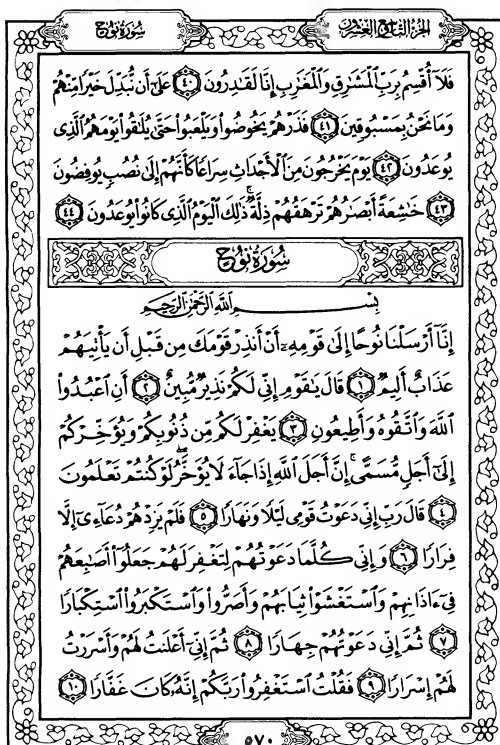 الجزء التاسع والعشرون
سورة نوح
فَلَآ أُقْسِمُ بِرَبِّ ٱلْمَشَٰرِقِ وَٱلْمَغَٰرِبِ إِنَّا لَقَٰدِرُونَ ٤٠ عَلَىٰٓ أَن نُّبَدِّلَ خَيْرًا مِّنْهُمْ
وَمَا نَحْنُ بِمَسْبُوقِينَ ٤١ فَذَرْهُمْ يَخُوضُوا۟ وَيَلْعَبُوا۟ حَتَّىٰ يُلَٰقُوا۟ يَوْمَهُمُ ٱلَّذِى
يُوعَدُونَ ٤٢ يَوْمَ يَخْرُجُونَ مِنَ ٱلْأَجْدَاثِ سِرَاعًا كَأَنَّهُمْ إِلَىٰ نُصُبٍ يُوفِضُونَ
٤٣ خَٰشِعَةً أَبْصَٰرُهُمْ تَرْهَقُهُمْ ذِلَّةٌ ۚ ذَٰلِكَ ٱلْيَوْمُ ٱلَّذِى كَانُوا۟ يُوعَدُونَ ٤٤
سُورَةُ نُوحٍ
بِسْمِ ٱللَّهِ ٱلرَّحْمَٰنِ ٱلرَّحِيمِ
إِنَّآ أَرْسَلْنَا نُوحًا إِلَىٰ قَوْمِهِۦٓ أَنْ أَنذِرْ قَوْمَكَ مِن قَبْلِ أَن يَأْتِيَهُمْ
عَذَابٌ أَلِيمٌ ١ قَالَ يَٰقَوْمِ إِنِّى لَكُمْ نَذِيرٌ مُّبِينٌ ٢ أَنِ ٱعْبُدُوا۟
ٱللَّهَ وَٱتَّقُوهُ وَأَطِيعُونِ ٣ يَغْفِرْ لَكُم مِّن ذُنُوبِكُمْ وَيُؤَخِّرْكُمْ
إِلَىٰٓ أَجَلٍ مُّسَمًّى ۚ إِنَّ أَجَلَ ٱللَّهِ إِذَا جَآءَ لَا يُؤَخَّرُ ۖ لَوْ كُنتُمْ تَعْلَمُونَ
٤ قَالَ رَبِّ إِنِّى دَعَوْتُ قَوْمِى لَيْلًا وَنَهَارًا ٥ فَلَمْ يَزِدْهُمْ دُعَآءِىٓ إِلَّا
فِرَارًا ٦ وَإِنِّى كُلَّمَا دَعَوْتُهُمْ لِتَغْفِرَ لَهُمْ جَعَلُوٓا۟ أَصَٰبِعَهُمْ
فِىٓ ءَاذَانِهِمْ وَٱسْتَغْشَوْا۟ ثِيَابَهُمْ وَأَصَرُّوا۟ وَٱسْتَكْبَرُوا۟ ٱسْتِكْبَارًا
٧ ثُمَّ إِنِّى دَعَوْتُهُمْ جِهَارًا ٨ ثُمَّ إِنِّىٓ أَعْلَنتُ لَهُمْ وَأَسْرَرْتُ
لَهُمْ إِسْرَارًا ٩ فَقُلْتُ ٱسْتَغْفِرُوا۟ رَبَّكُمْ إِنَّهُۥ كَانَ غَفَّارًا ١٠
٥٧٠